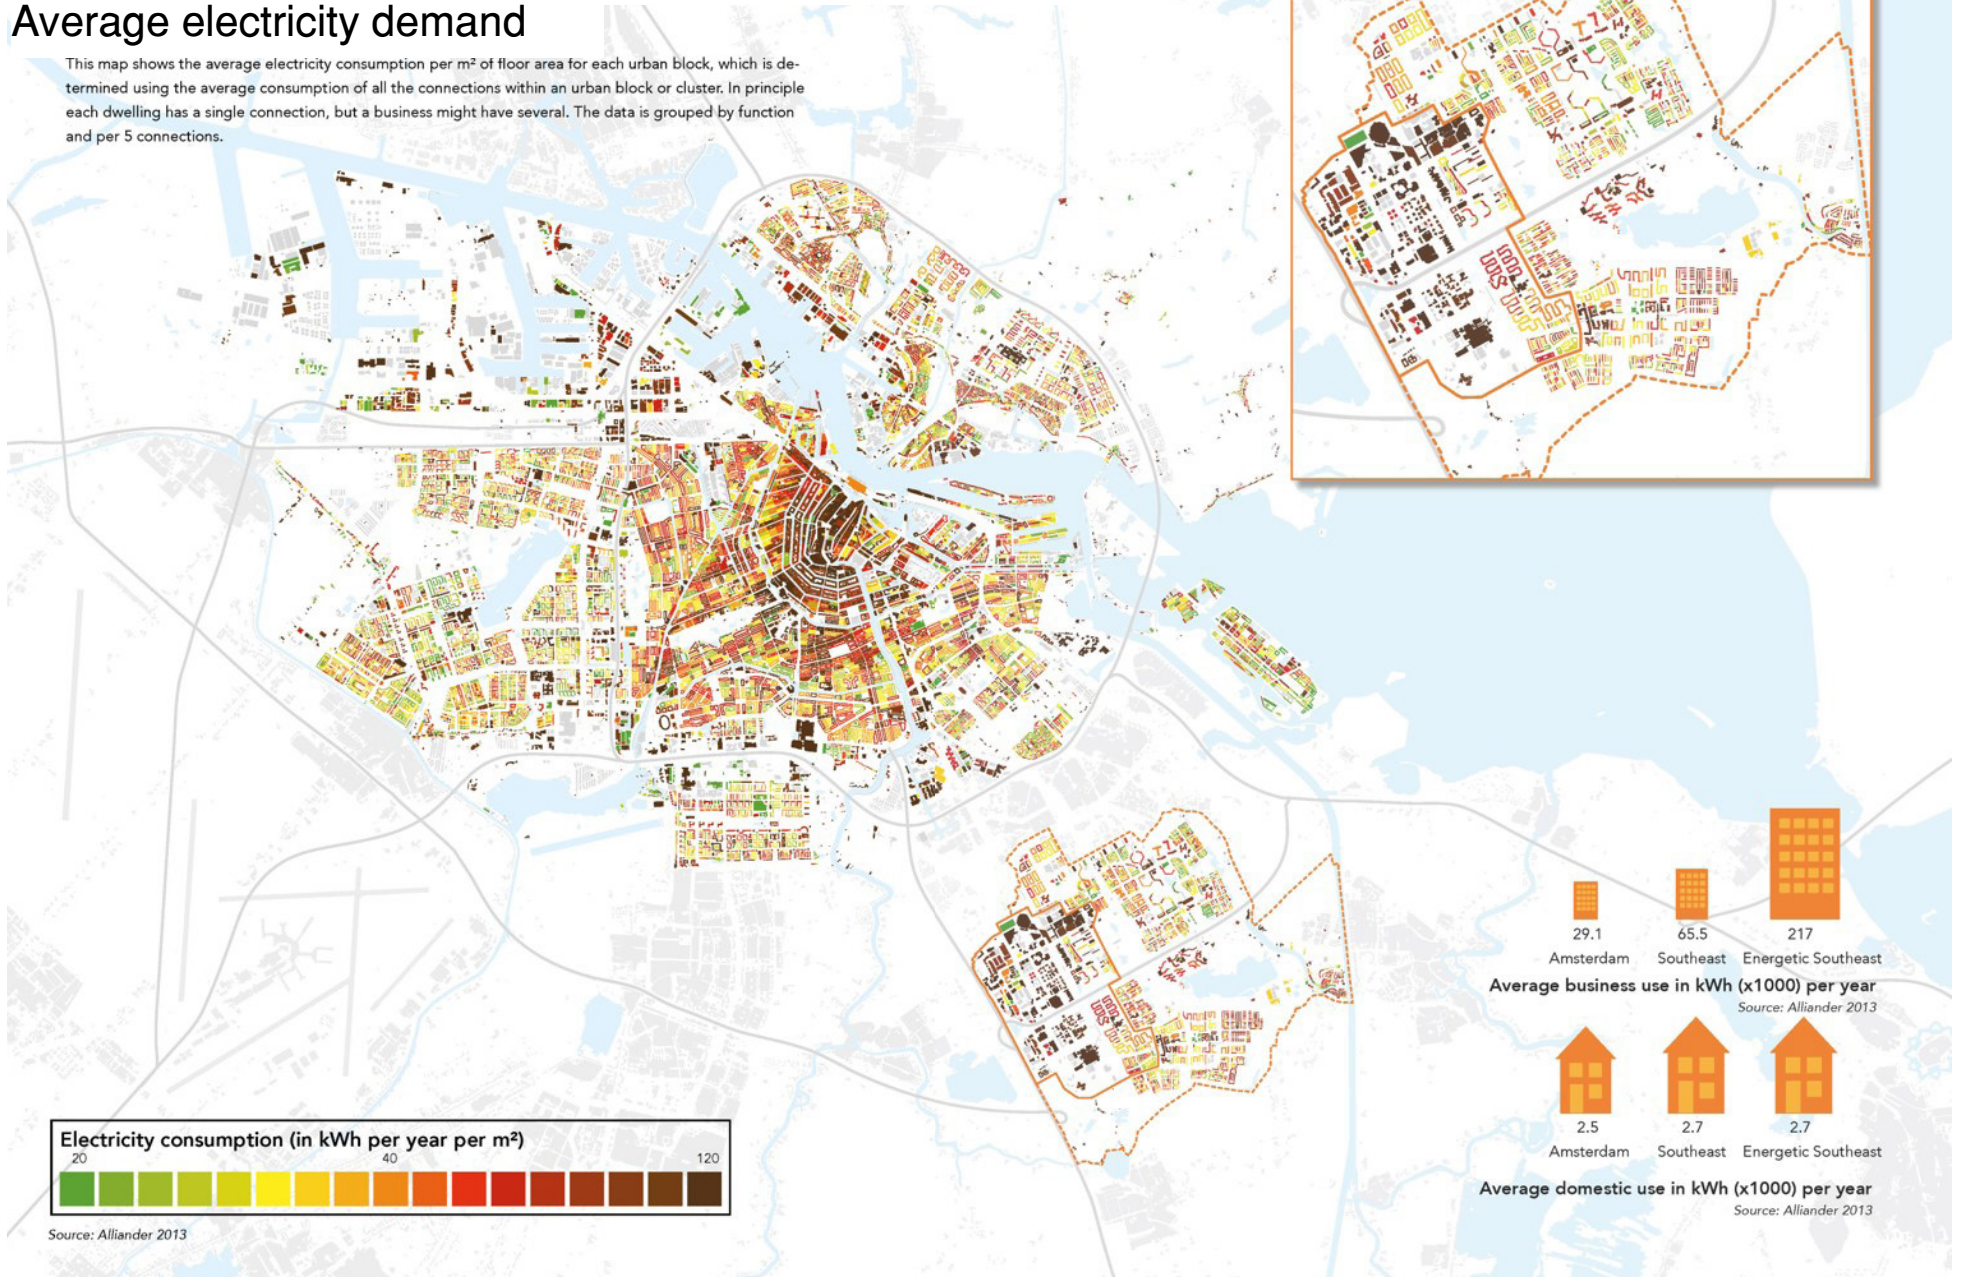 Average electricity demand
This map shows the average electricity consumption per m² of floor area for each urban block, which is de-
termined using the average consumption of all the connections within an urban block or cluster. In principle
each dwelling has a single connection, but a business might have several. The data is grouped by function
and per 5 connections.
29.1 65.5 217
Amsterdam Southeast Energetic Southeast
Average business use in kWh (x1000) per year
Source: Alliander 2013
2.5 2.7 2.7
Amsterdam Southeast Energetic Southeast
Average domestic use in kWh (x1000) per year
Source: Alliander 2013
Electricity consumption (in kWh per year per m²)
20 40 120
Source: Alliander 2013